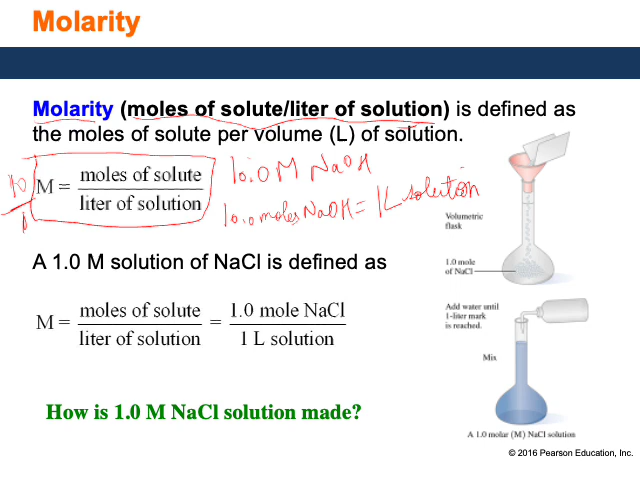 Molarity
Molarity (moles of solute/liter of solution) is defined as
the moles of solute per volume (L) of solution.
M = moles of solute
liter of solution
10.0 M NaOH
10.0 moles NaOH = 1L solution
10
1
Volumetric
flask
1.0 mole
of NaCl
A 1.0 M solution of NaCl is defined as
M = moles of solute = 1.0 mole NaCl
liter of solution 1 L solution
Add water until
1-liter mark
is reached.
Mix
How is 1.0 M NaCl solution made?
A 1.0 molar (M) NaCl solution
© 2016 Pearson Education, Inc.